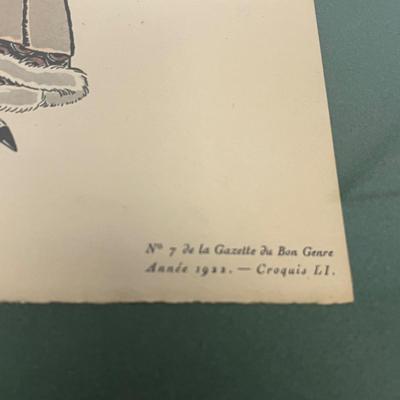 Nº 7 de la Gazette du Bon Genre
Année 1922. — Croquis LI.